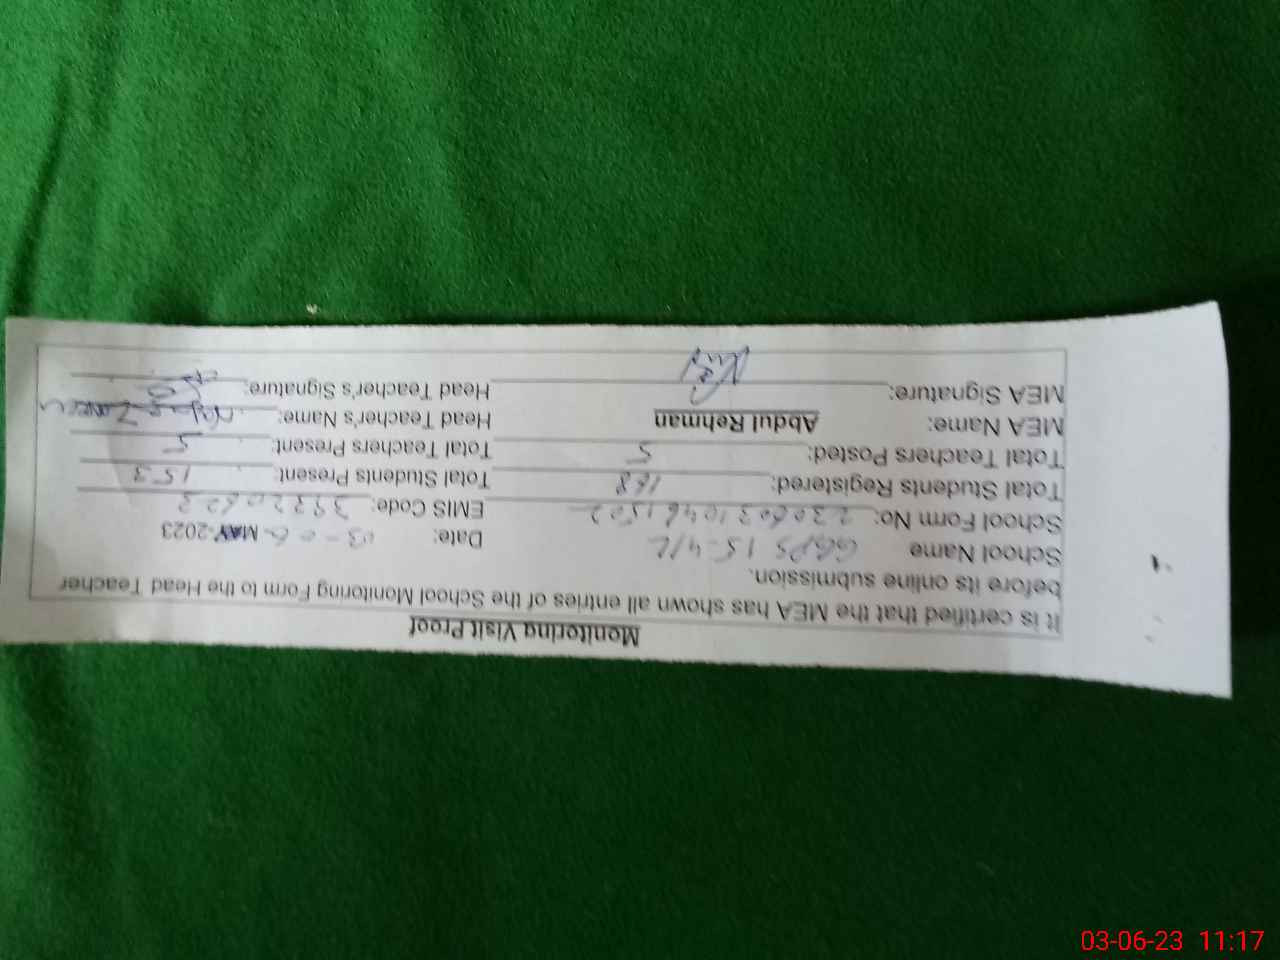 Monitoring Visit Proof
It is certified that the MEA has shown all entries of the School Monitoring Form to the Head Teacher
before its online submission.
School Name GGPS 15-4/L Date: 03-06 MAY-2023
School Form No: EMIS Code:
Total Students Registered: 168 Total Students Present: 153
Total Teachers Posted: 5 Total Teachers Present: 5
MEA Name: Abdul Rehman Head Teacher's Name:
MEA Signature: Head Teacher's Signature:
03-06-23 11:17